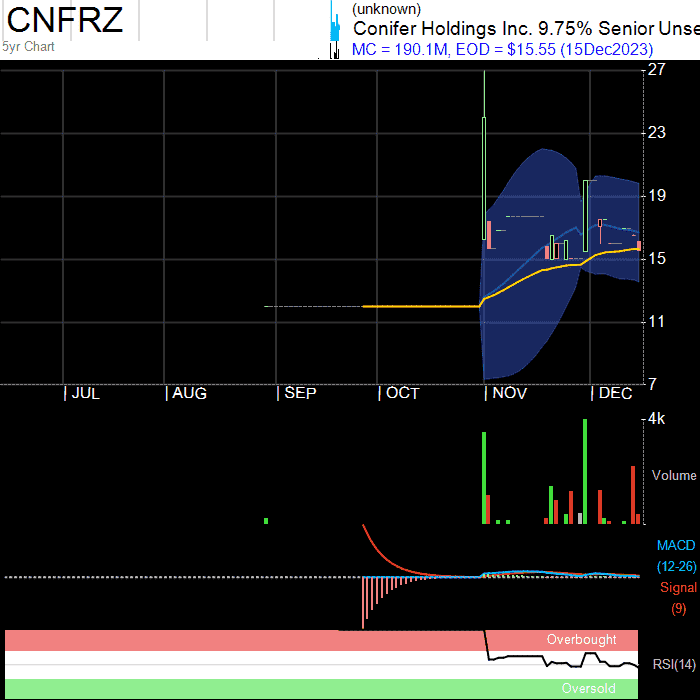 CNFRZ
5yr Chart
(unknown)
Conifer Holdings Inc. 9.75% Senior Unse
MC = 190.1M, EOD = $15.55 (15Dec2023)
27
23
19
15
11
7
JUL
AUG
SEP
OCT
NOV
DEC
4k
Volume
MACD
(12-26)
Signal
(9)
Overbought
RSI(14)
Oversold